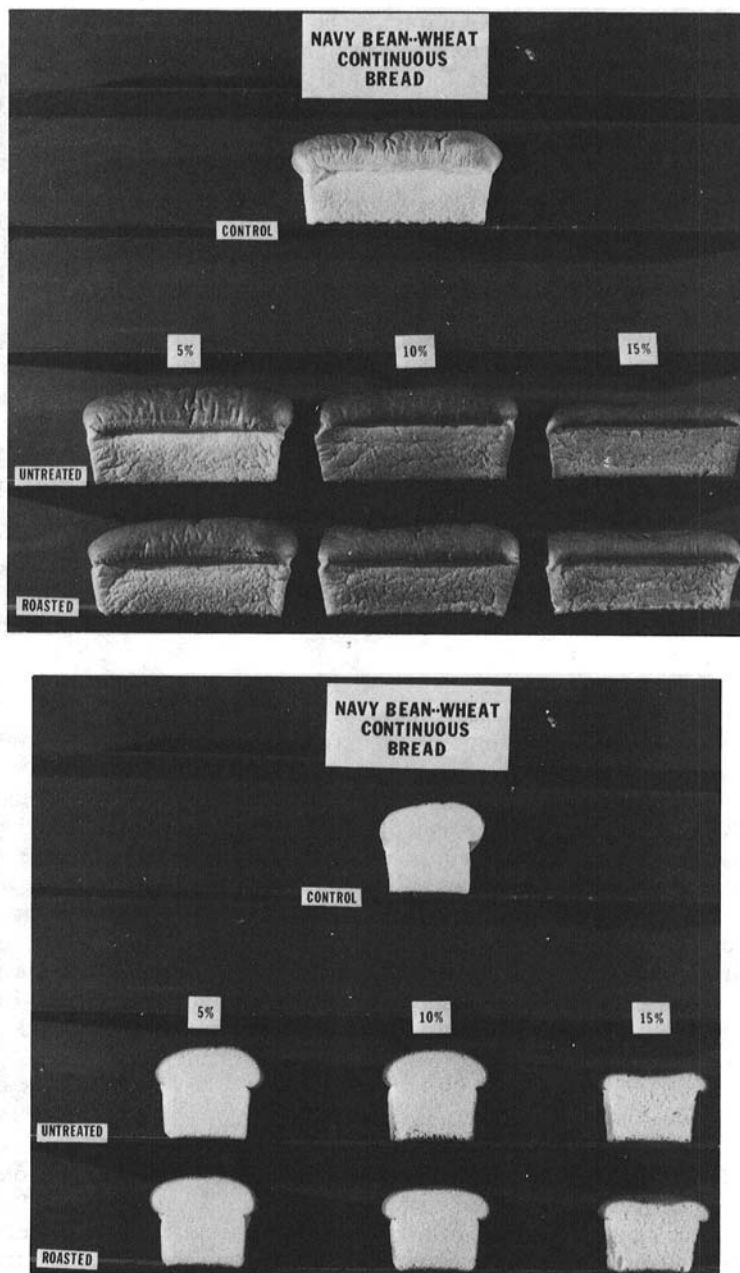 NAVY BEAN--WHEAT
CONTINUOUS
BREAD
CONTROL
5% 10% 15%
UNTREATED
ROASTED
NAVY BEAN--WHEAT
CONTINUOUS
BREAD
CONTROL
5% 10% 15%
UNTREATED
ROASTED